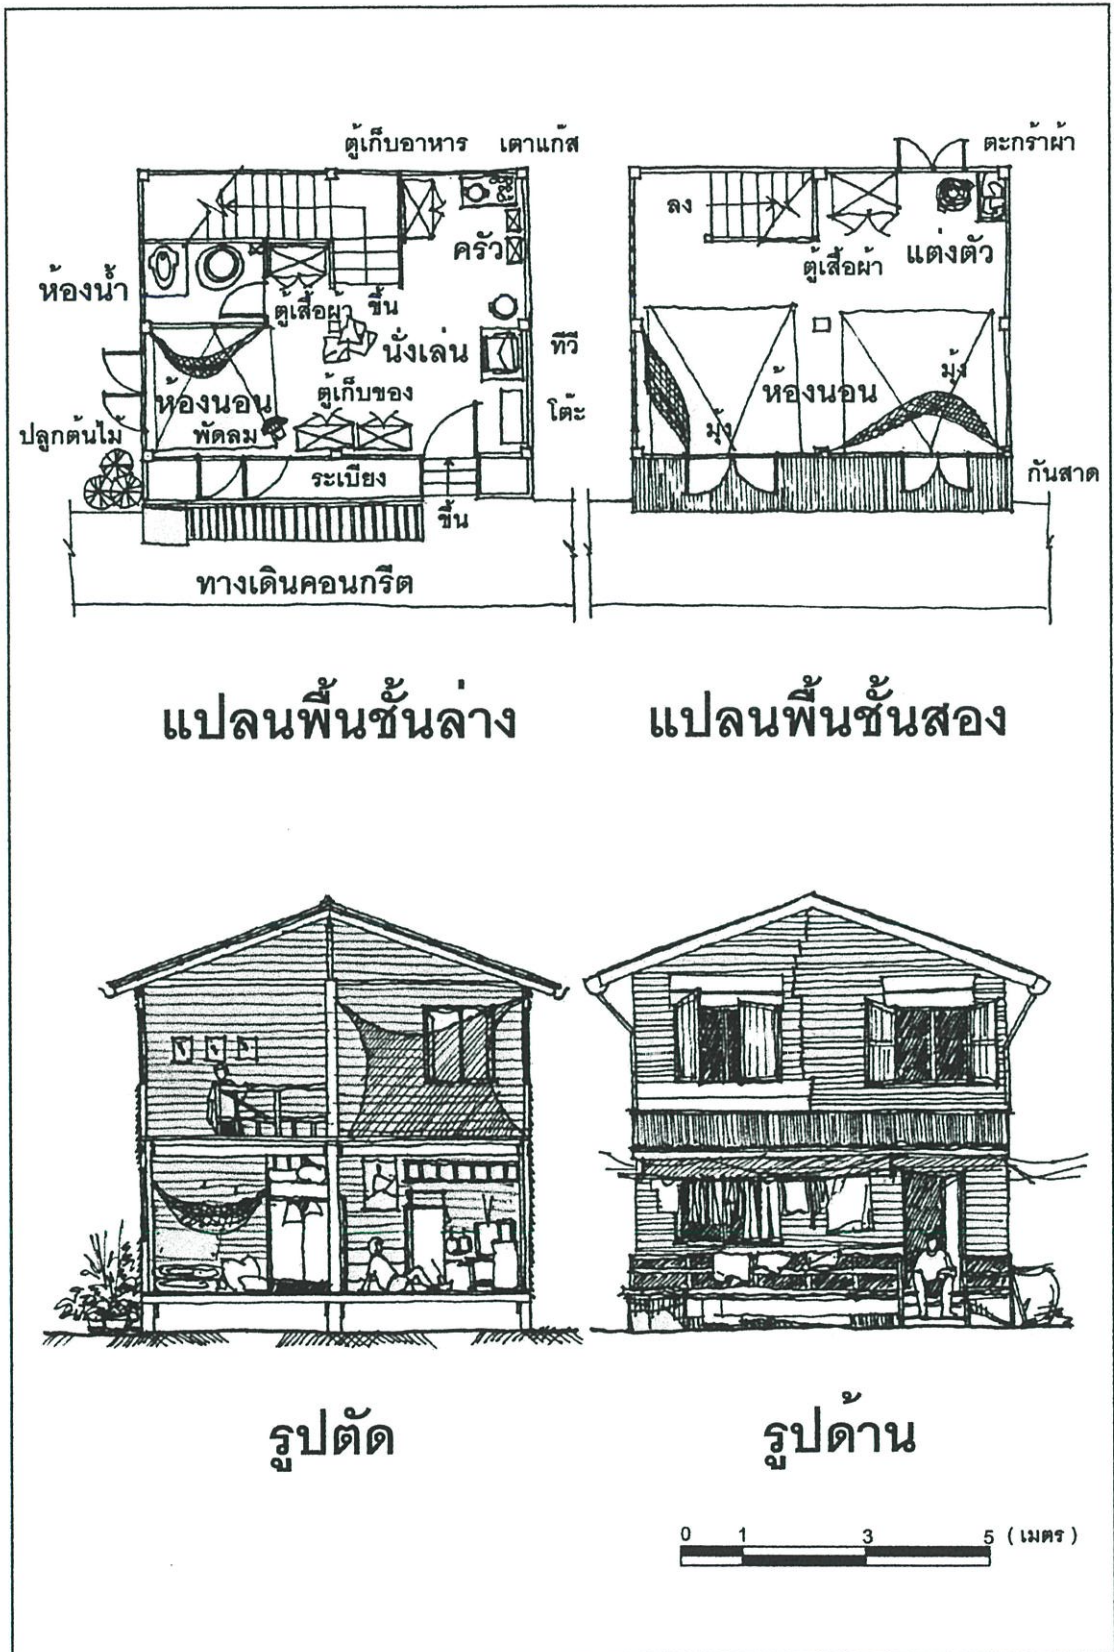 ตู้เก็บอาหาร เตาแก๊ส
ครัว
ห้องน้ำ
ตู้เสื้อผ้า ขึ้น
นั่งเล่น
ทีวี
ห้องนอน
ตู้เก็บของ
โต๊ะ
ปลูกต้นไม้
พัดลม
ระเบียง
ขึ้น
ทางเดินคอนกรีต
ตะกร้าผ้า
ลง
ตู้เสื้อผ้า
แต่งตัว
มุ้ง
ห้องนอน
มุ้ง
กันสาด
แปลนพื้นชั้นล่าง
แปลนพื้นชั้นสอง
รูปตัด
รูปด้าน
0 1 3 5 ( เมตร )